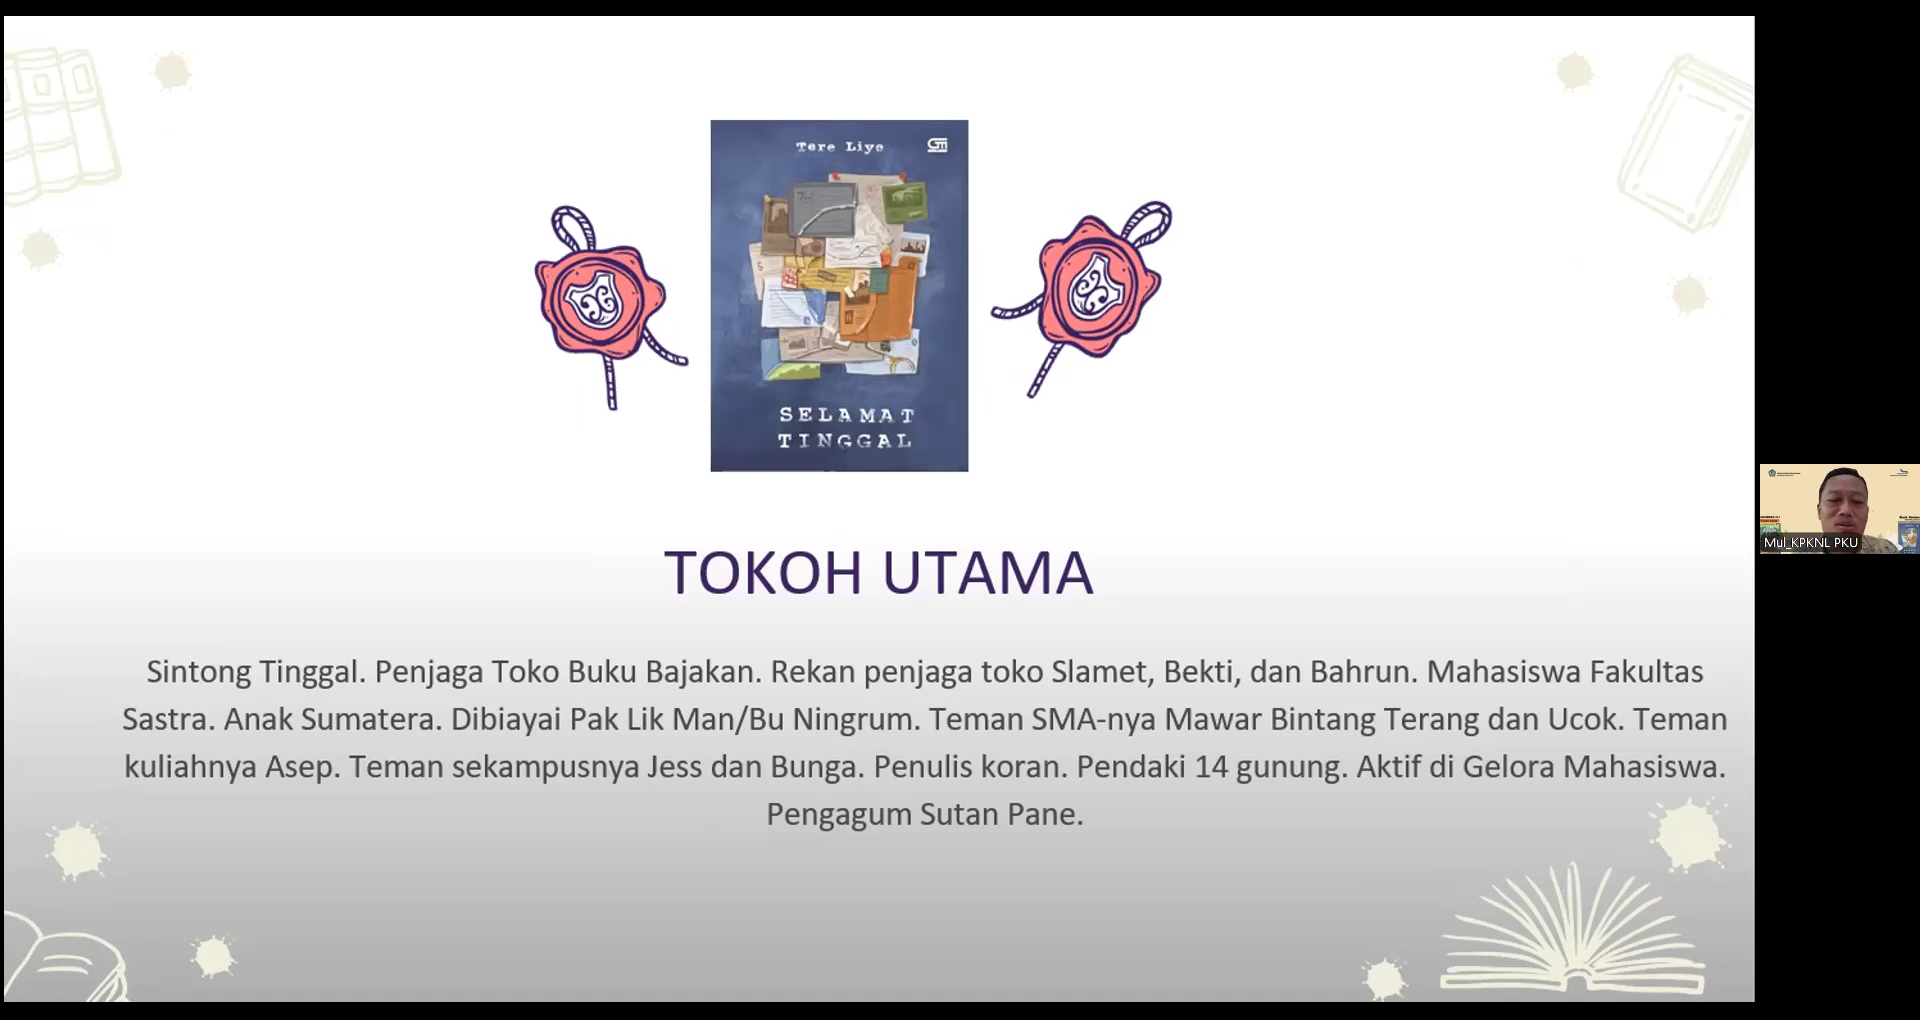 Tere Liye
SELAMAT
TINGGAL
TOKOH UTAMA
Sintong Tinggal. Penjaga Toko Buku Bajakan. Rekan penjaga toko Slamet, Bekti, dan Bahrun. Mahasiswa Fakultas
Sastra. Anak Sumatera. Dibiayai Pak Lik Man/Bu Ningrum. Teman SMA-nya Mawar Bintang Terang dan Ucok. Teman
kuliahnya Asep. Teman sekampusnya Jess dan Bunga. Penulis koran. Pendaki 14 gunung. Aktif di Gelora Mahasiswa.
Pengagum Sutan Pane.
Mul_KPKNL PKU